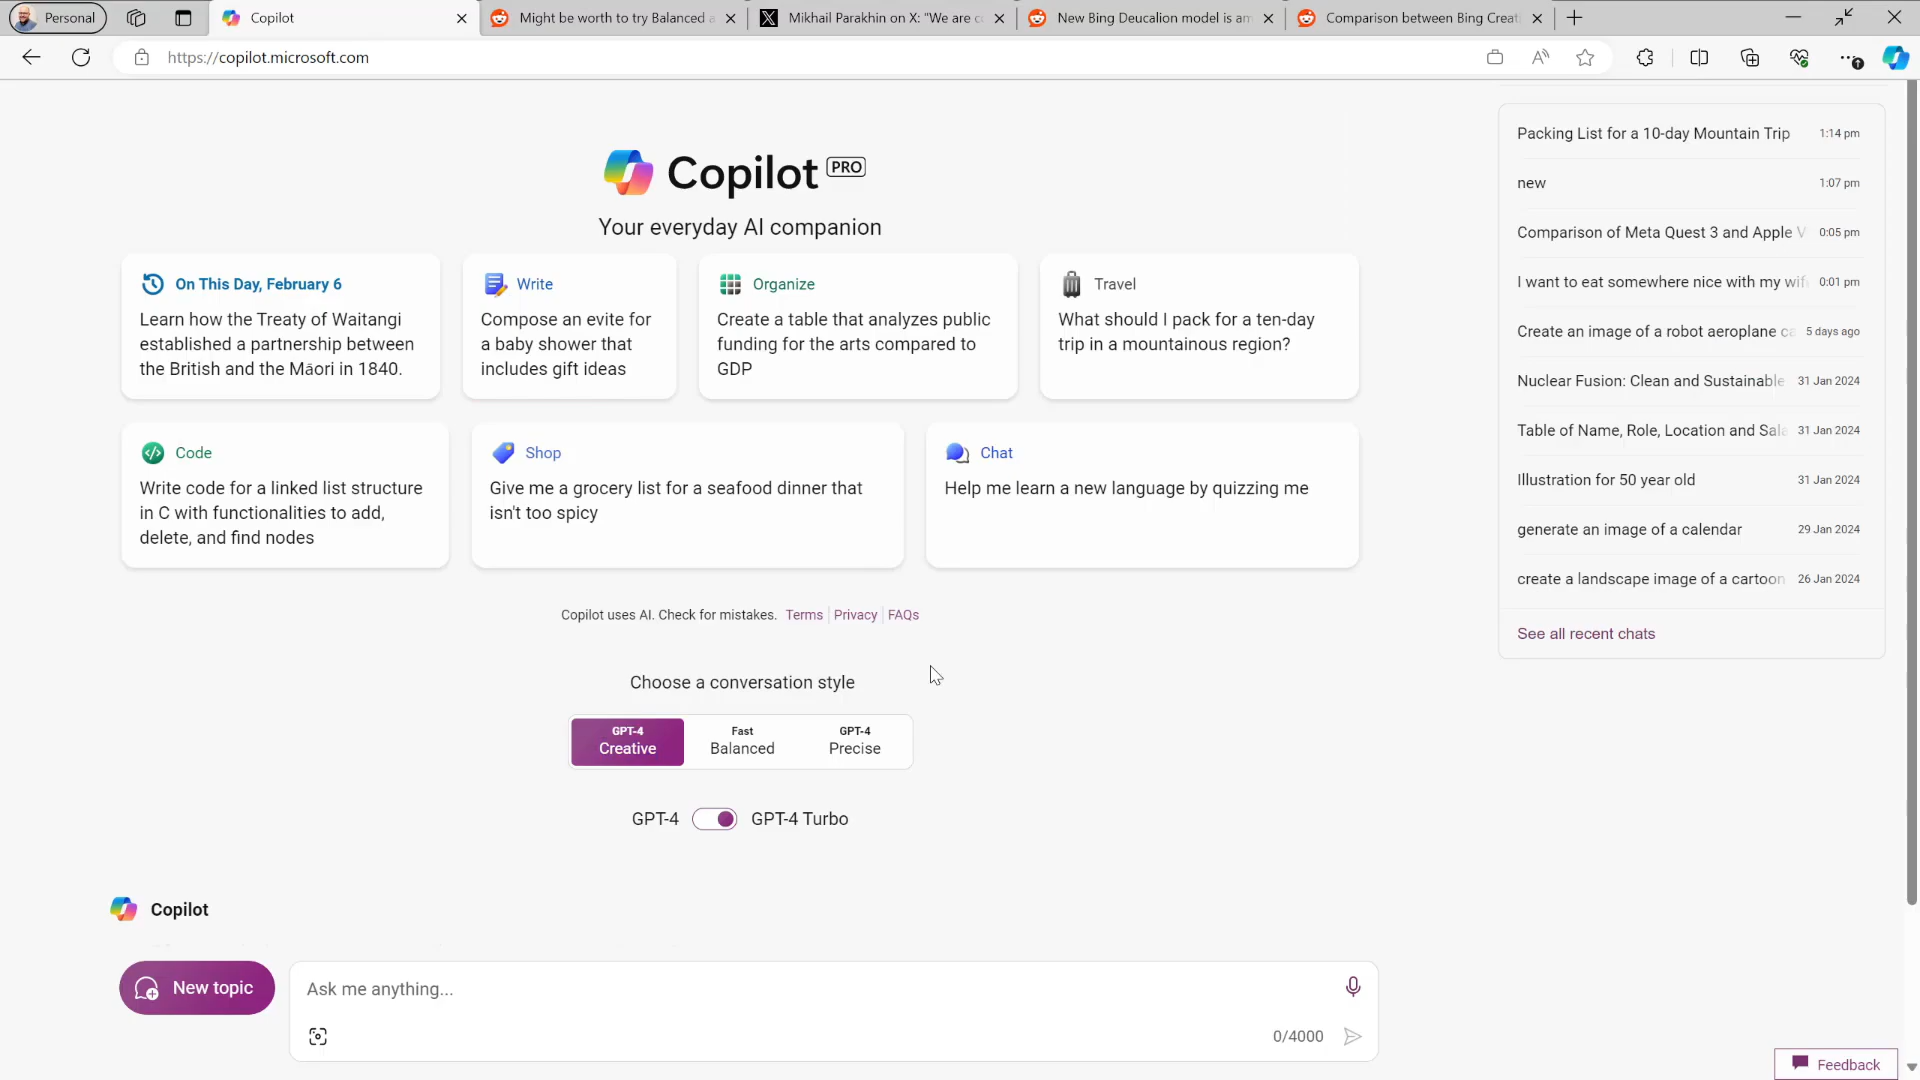 Personal
Copilot
Might be worth to try Balanced a
Mikhail Parakhin on X: "We are c
New Bing Deucalion model is am
Comparison between Bing Creati
https://copilot.microsoft.com
Copilot PRO
Your everyday AI companion
On This Day, February 6
Learn how the Treaty of Waitangi
established a partnership between
the British and the Māori in 1840.
Write
Compose an evite for
a baby shower that
includes gift ideas
Organize
Create a table that analyzes public
funding for the arts compared to
GDP
Travel
What should I pack for a ten-day
trip in a mountainous region?
Code
Write code for a linked list structure
in C with functionalities to add,
delete, and find nodes
Shop
Give me a grocery list for a seafood dinner that
isn't too spicy
Chat
Help me learn a new language by quizzing me
Copilot uses AI. Check for mistakes. Terms Privacy FAQs
Choose a conversation style
GPT-4
Creative
Fast
Balanced
GPT-4
Precise
GPT-4 GPT-4 Turbo
Copilot
New topic
Ask me anything...
0/4000
Packing List for a 10-day Mountain Trip 1:14 pm
new 1:07 pm
Comparison of Meta Quest 3 and Apple V 0:05 pm
I want to eat somewhere nice with my wif 0:01 pm
Create an image of a robot aeroplane ca 5 days ago
Nuclear Fusion: Clean and Sustainable 31 Jan 2024
Table of Name, Role, Location and Sala 31 Jan 2024
Illustration for 50 year old 31 Jan 2024
generate an image of a calendar 29 Jan 2024
create a landscape image of a cartoon 26 Jan 2024
See all recent chats
Feedback